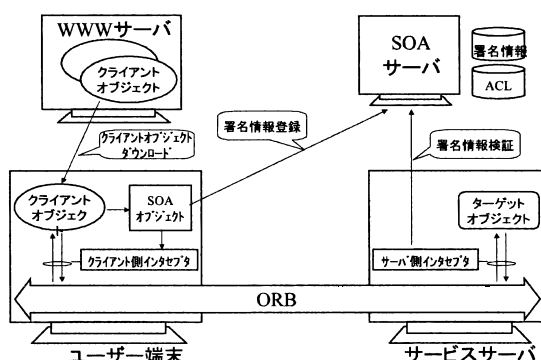 WWWサーバ
クライアント
オブジェクト
SOA
サーバ
署名情報
ACL
クライアントオブジェクト
ダウンロード
署名情報登録
署名情報検証
クライアント
オブジェク
ト
SOA
オブジェクト
ターゲット
オブジェクト
クライアント側インタセプタ
サーバ側インタセプタ
ORB
ユーザー端末
サービスサーバ